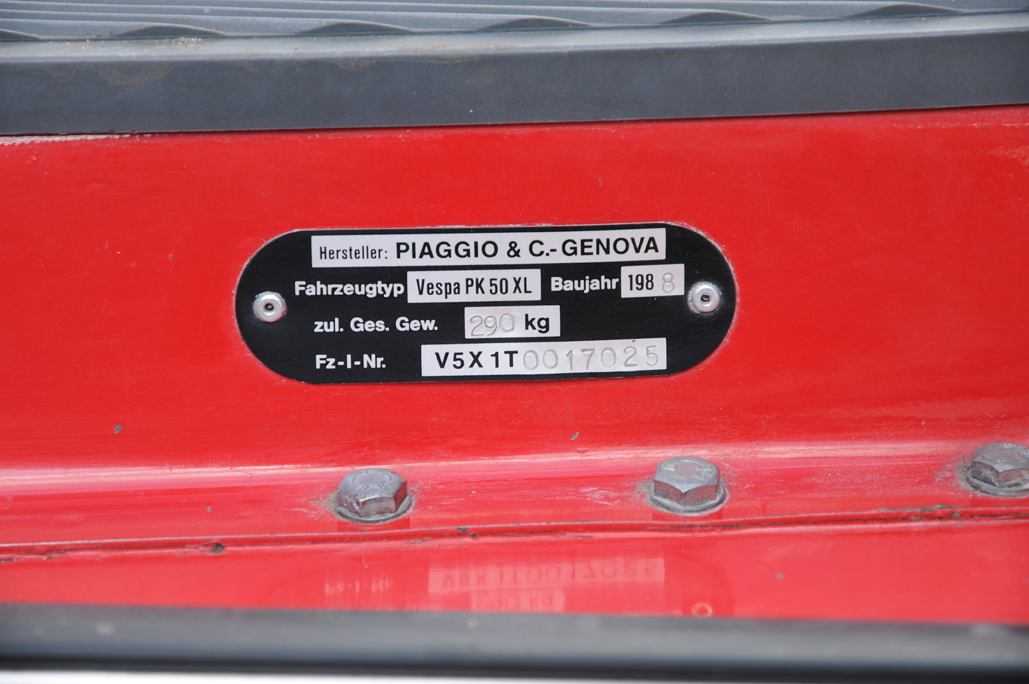 Hersteller: PIAGGIO & C.-GENOVA
Fahrzeugtyp Vespa PK 50 XL Baujahr 1988
zul. Ges. Gew. 290 kg
Fz-I-Nr. V5X1T0017025